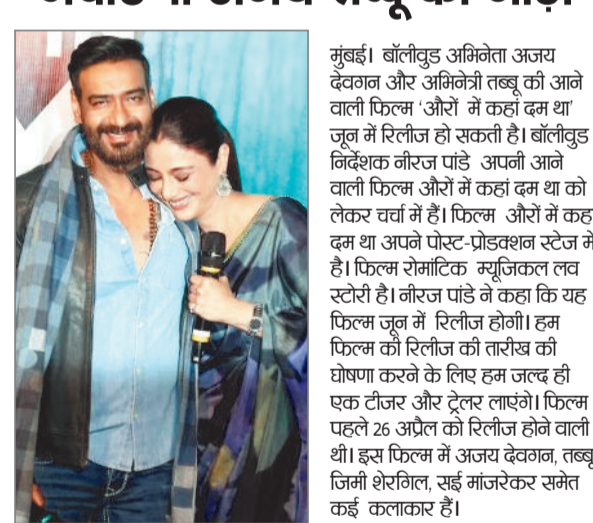 मुंबई। बॉलीवुड अभिनेता अजय
देवगन और अभिनेत्री तब्बू की आने
वाली फिल्म ‘औरों में कहां दम था’
जून में रिलीज हो सकती है। बॉलीवुड
निर्देशक नीरज पांडे अपनी आने
वाली फिल्म औरों में कहां दम था को
लेकर चर्चा में हैं। फिल्म औरों में कह
दम था अपने पोस्ट-प्रोडक्शन स्टेज में
है। फिल्म रोमांटिक म्यूजिकल लव
स्टोरी है। नीरज पांडे ने कहा कि यह
फिल्म जून में रिलीज होगी। हम
फिल्म की रिलीज की तारीख की
घोषणा करने के लिए हम जल्द ही
एक टीजर और ट्रेलर लाएंगे। फिल्म
पहले 26 अप्रैल को रिलीज होने वाली
थी। इस फिल्म में अजय देवगन, तब्बू
जिमी शेरगिल, सई मांजरेकर समेत
कई कलाकार हैं।